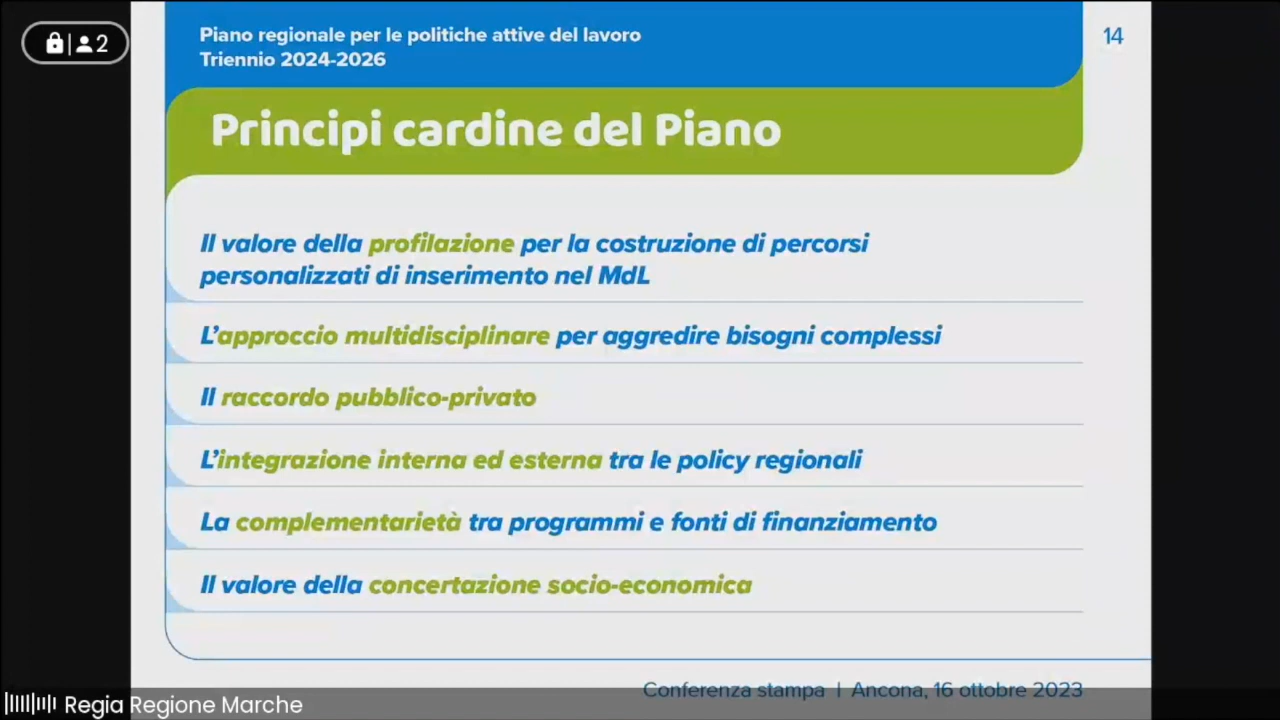 2
Piano regionale per le politiche attive del lavoro
Triennio 2024-2026
14
Principi cardine del Piano
Il valore della profilazione per la costruzione di percorsi
personalizzati di inserimento nel MdL
L’approccio multidisciplinare per aggredire bisogni complessi
Il raccordo pubblico-privato
L’integrazione interna ed esterna tra le policy regionali
La complementarietà tra programmi e fonti di finanziamento
Il valore della concertazione socio-economica
Conferenza stampa | Ancona, 16 ottobre 2023
Regia Regione Marche